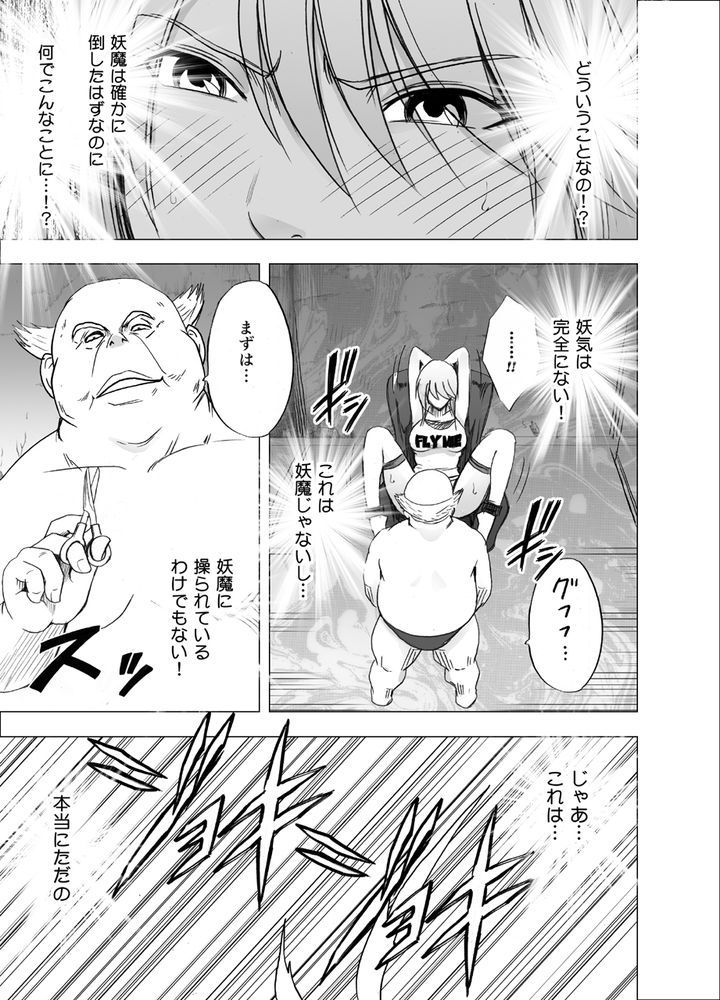 どういうことなの！？
妖魔は確かに
倒したはずなのに
何でこんなことに…！？
妖気は
完全にない！
……！！
ギシッ
FLY ME
これは
妖魔じゃないし…
グフフ…
まずは…
妖魔に
操られている
わけでもない！
スッ
じゃあ…
これは…
ジョキ
ジョキ
本当にただの